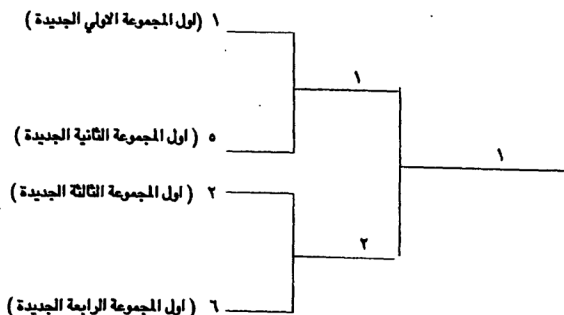 ١ (اول المجموعة الاولي الجديدة )
١
٥ ( اول المجموعة الثانية الجديدة )
١
٢ ( اول المجموعة الثالثة الجديدة )
٢
٦ ( اول المجموعة الرابعة الجديدة )